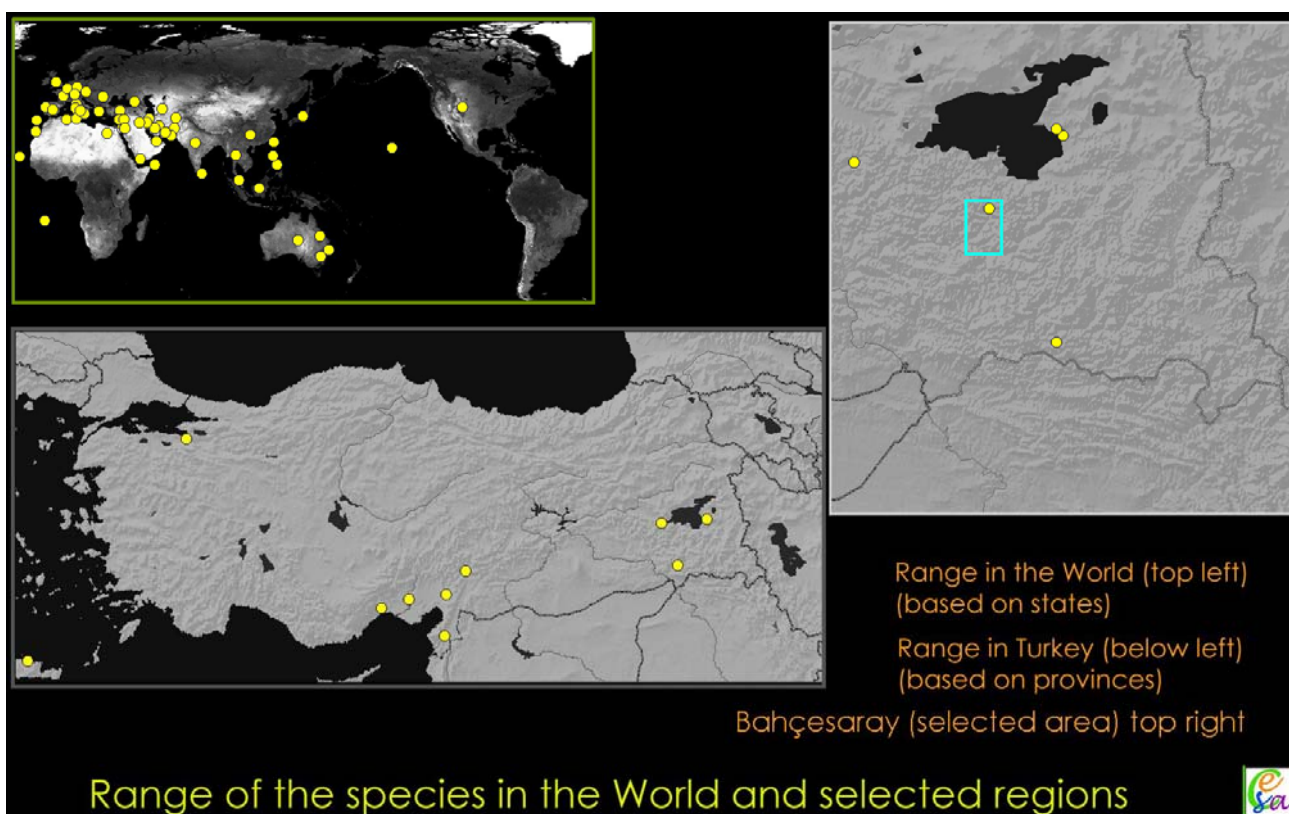 Range in the World (top left)
(based on states)
Range in Turkey (below left)
(based on provinces)
Bahçesaray (selected area) top right
Range of the species in the World and selected regions